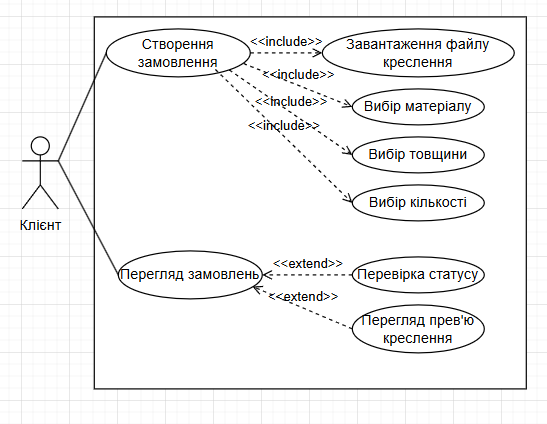 Створення
замовлення
<<include>>
Завантаження файлу
креслення
<<include>>
Вибір матеріалу
<<include>>
<<include>>
Вибір товщини
Вибір кількості
Клієнт
Перегляд замовлень
<<extend>>
Перевірка статусу
<<extend>>
Перегляд прев'ю
креслення